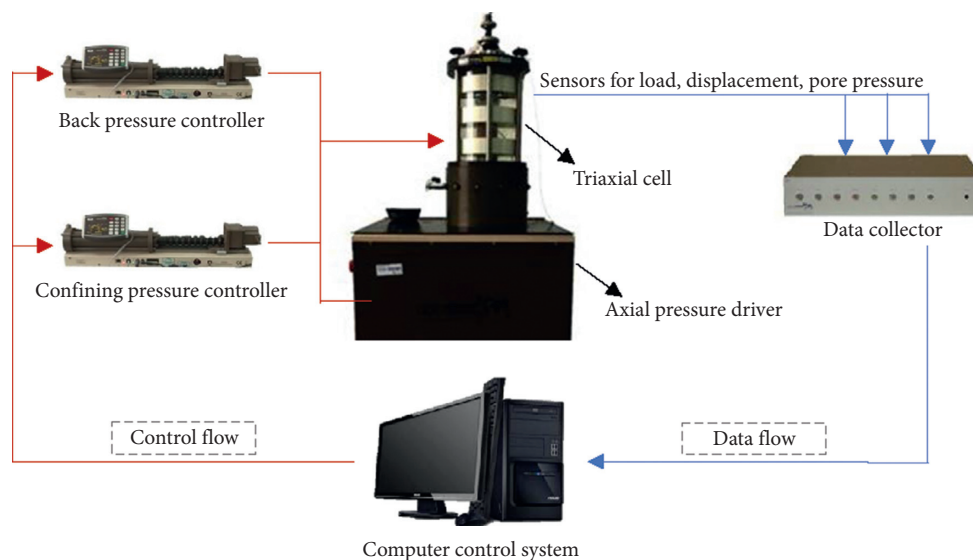 Sensors for load, displacement, pore pressure
Back pressure controller
Triaxial cell
Data collector
Confining pressure controller
Axial pressure driver
Control flow
Data flow
Computer control system